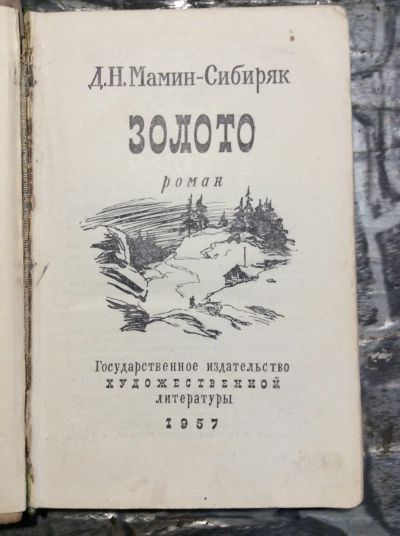 Д.Н.Мамин-Сибиряк
ЗОЛОТО
роман
Государственное издательство
ХУДОЖЕСТВЕННОЙ
литературы
1957